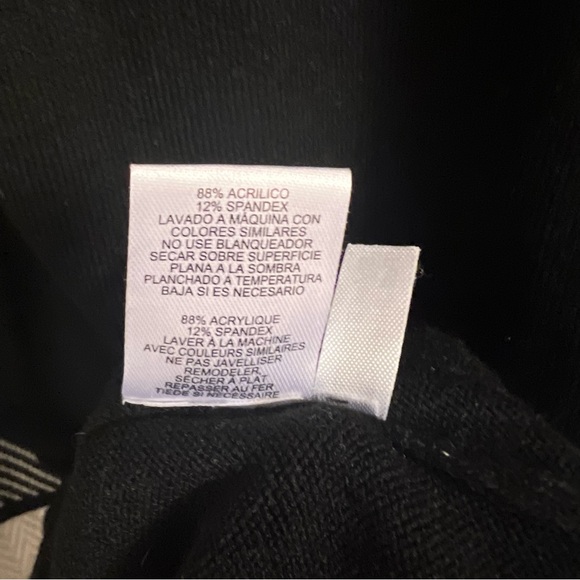 88% ACRILICO
12% SPANDEX
LAVADO A MÁQUINA CON
COLORES SIMILARES
NO USE BLANQUEADOR
SECAR SOBRE SUPERFICIE
PLANA A LA SOMBRA
PLANCHADO A TEMPERATURA
BAJA SI ES NECESARIO
88% ACRYLIQUE
12% SPANDEX
LAVER À LA MACHINE
AVEC COULEURS SIMILAIRES
NE PAS JAVELLISER
REMODELER,
SÉCHER À PLAT
REPASSER AU FER
TIEDE SI NECESSAIRE